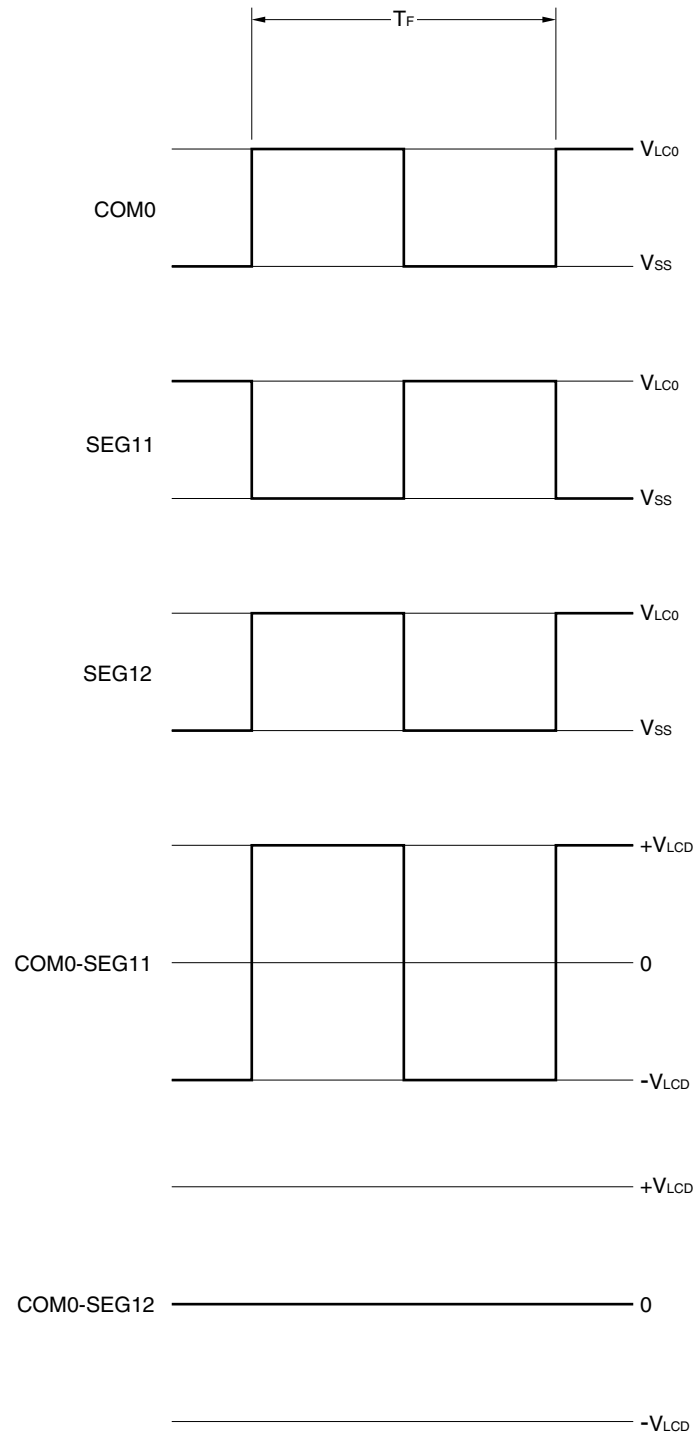 TF
VLC0
COM0
VSS
VLC0
SEG11
VSS
VLC0
SEG12
VSS
+VLCD
COM0-SEG11
0
-VLCD
+VLCD
COM0-SEG12
0
-VLCD